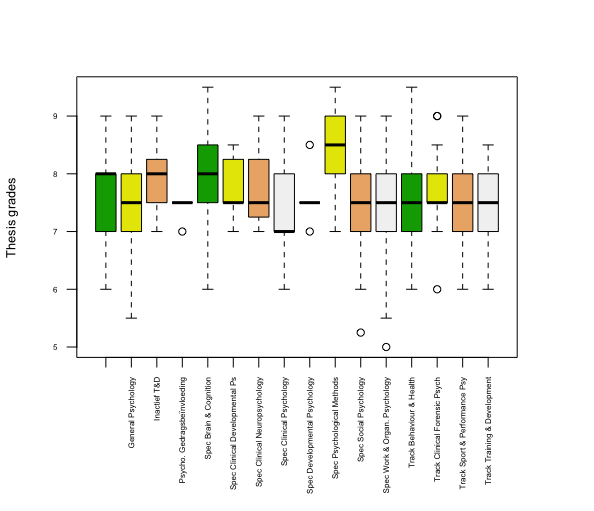 Thesis grades
9
8
7
6
5
General Psychology
Inactief T&D
Psycho. Gedragsbeinvloeding
Spec Brain & Cognition
Spec Clinical Developmental Ps
Spec Clinical Neuropsychology
Spec Clinical Psychology
Spec Developmental Psychology
Spec Psychological Methods
Spec Social Psychology
Spec Work & Organ. Psychology
Track Behaviour & Health
Track Clinical Forensic Psych
Track Sport & Performance Psy
Track Training & Development